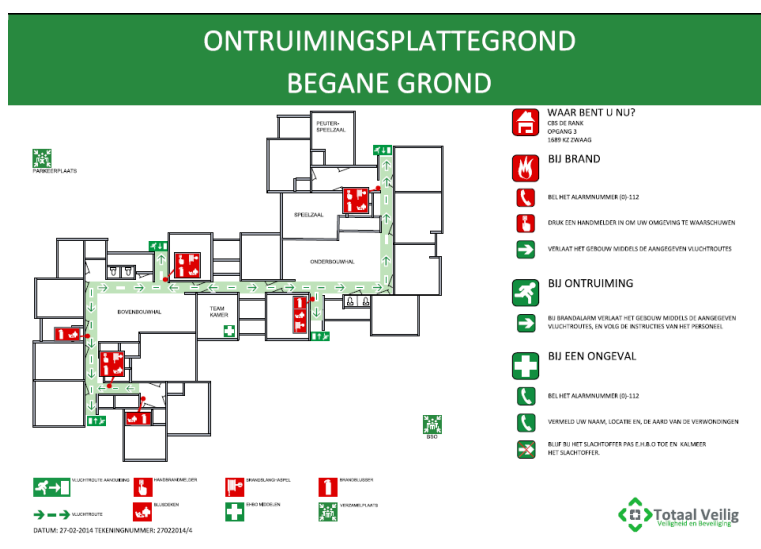 ONTRUIMINGSPLATTEGROND
BEGANE GROND
WAAR BENT U NU?
CBS DE RANK
OPGANG 3
1689 KZ ZWAAG
BIJ BRAND
BEL HET ALARMNUMMER (0)-112
DRUK EEN HANDMELDER IN OM UW OMGEVING TE WAARSCHUWEN
VERLAAT HET GEBOUW MIDDELS DE AANGEGEVEN VLUCHTROUTES
BIJ ONTRUIMING
BIJ BRANDALARM VERLAAT HET GEBOUW MIDDELS DE AANGEGEVEN
VLUCHTROUTES, EN VOLG DE INSTRUCTIES VAN HET PERSONEEL
BIJ EEN ONGEVAL
BEL HET ALARMNUMMER (0)-112
VERMELD UW NAAM, LOCATIE EN, DE AARD VAN DE VERWONDINGEN
BLIJF BIJ HET SLACHTOFFER PAS E.H.B.O TOE EN KALMEER
HET SLACHTOFFER.
PARKEERPLAATS
PEUTER-
SPEELZAAL
SPEELZAAL
ONDERBOUWHAL
BOVENBOUWHAL
TEAM
KAMER
BSO
VLUCHTROUTE AANDUIDING
HANDBRANDMELDER
BRANDSLANGHASPEL
BRANDBLUSSER
VLUCHTROUTE
BLUSDEKEN
EHBO MIDDELEN
VERZAMELPLAATS
DATUM: 27-02-2014 TEKENINGNUMMER: 27022014/4
Totaal Veilig
Veiligheid en Beveiliging